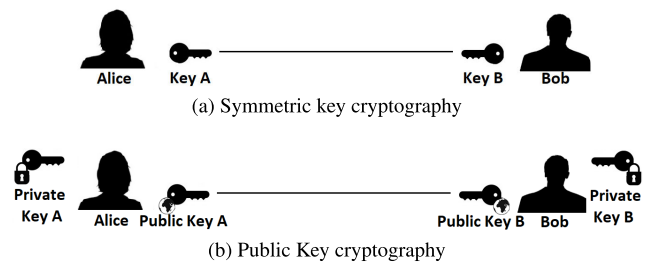 Alice Key A Key B Bob
(a) Symmetric key cryptography
Private Key A Alice Public Key A Public Key B Bob Private Key B
(b) Public Key cryptography